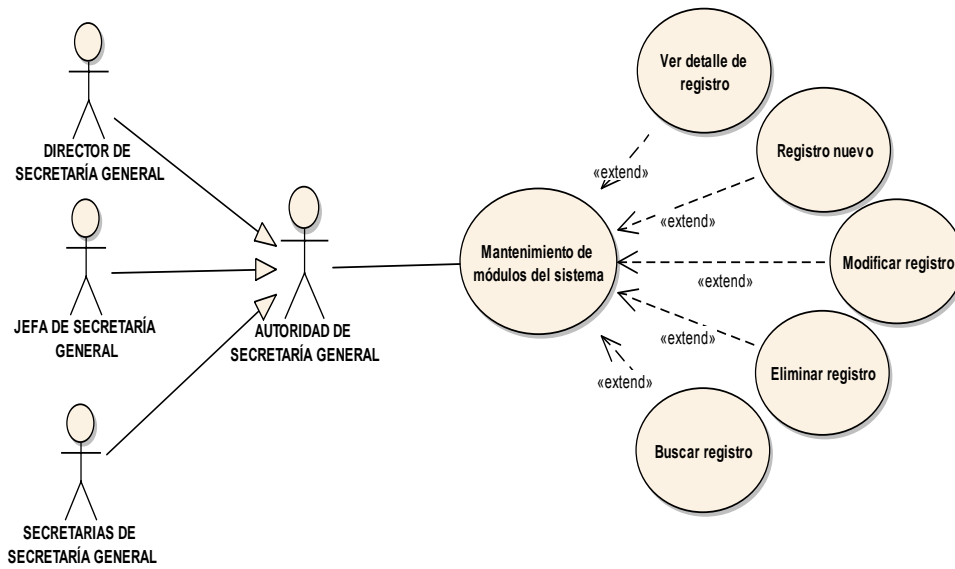 DIRECTOR DE
SECRETARÍA GENERAL
JEFA DE SECRETARÍA
GENERAL
SECRETARIAS DE
SECRETARÍA GENERAL
AUTORIDAD DE
SECRETARÍA GENERAL
Mantenimiento de
módulos del sistema
«extend»
«extend»
«extend»
«extend»
«extend»
Ver detalle de
registro
Registro nuevo
Modificar registro
Eliminar registro
Buscar registro